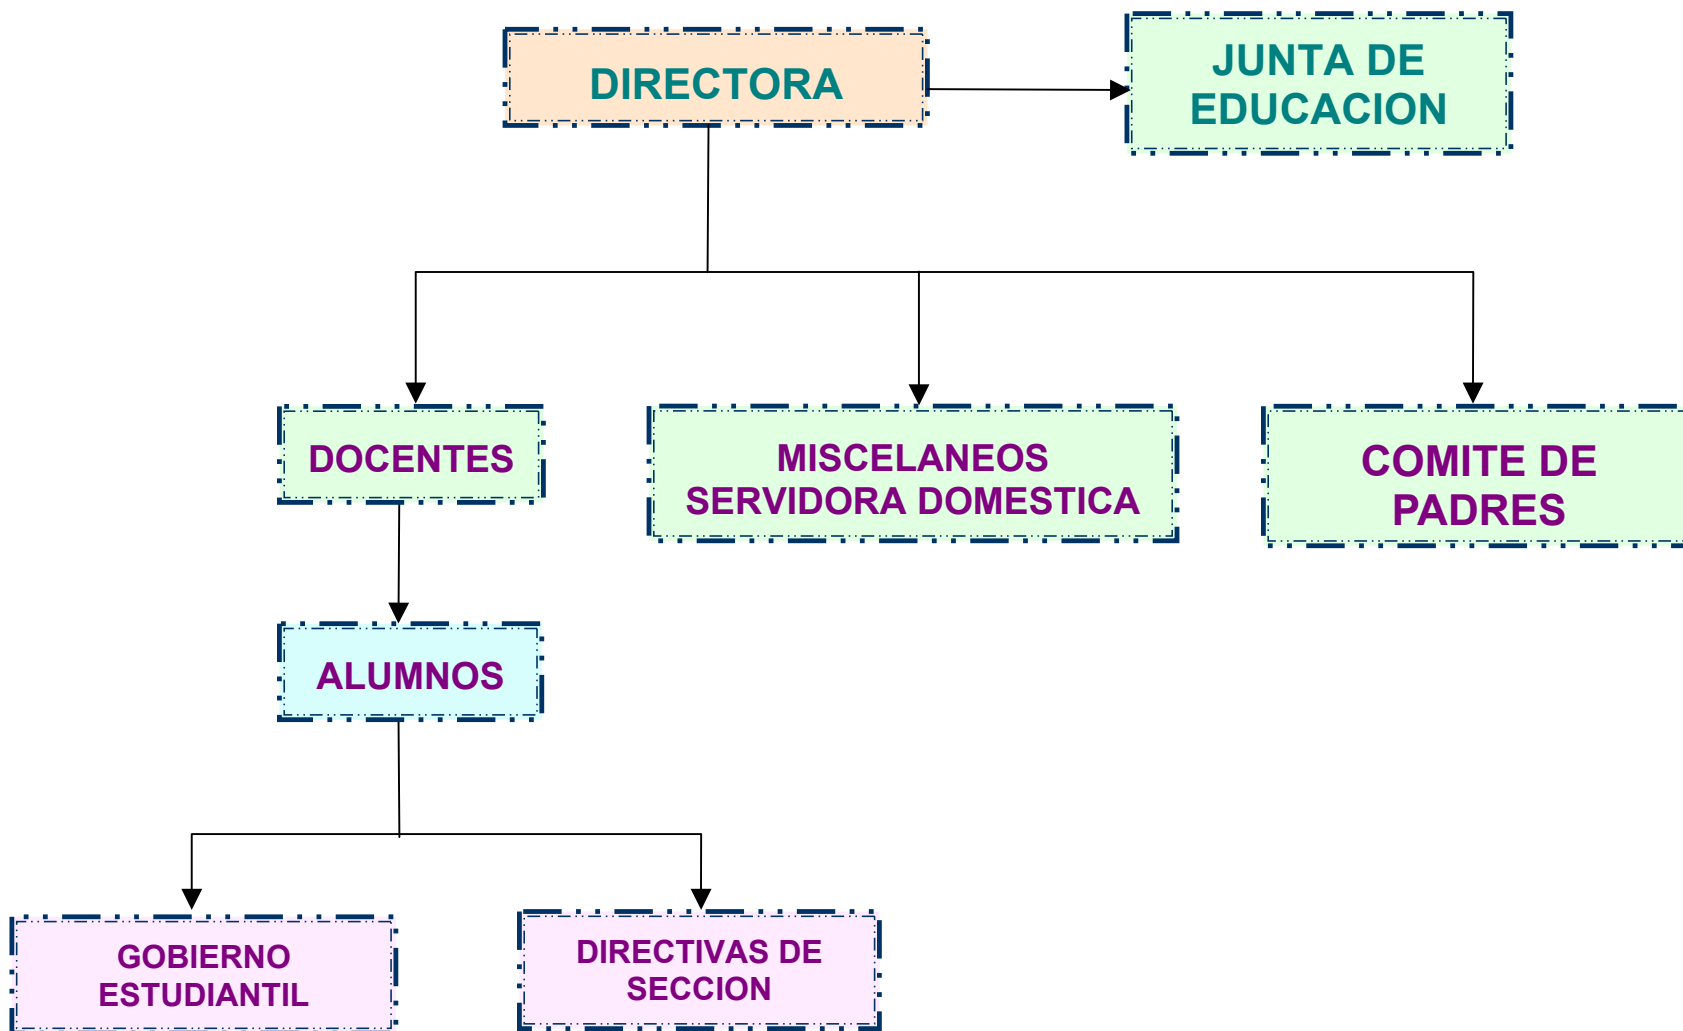 DIRECTORA
JUNTA DE
EDUCACION
DOCENTES
MISCELANEOS
SERVIDORA DOMESTICA
COMITE DE
PADRES
ALUMNOS
GOBIERNO
ESTUDIANTIL
DIRECTIVAS DE
SECCION